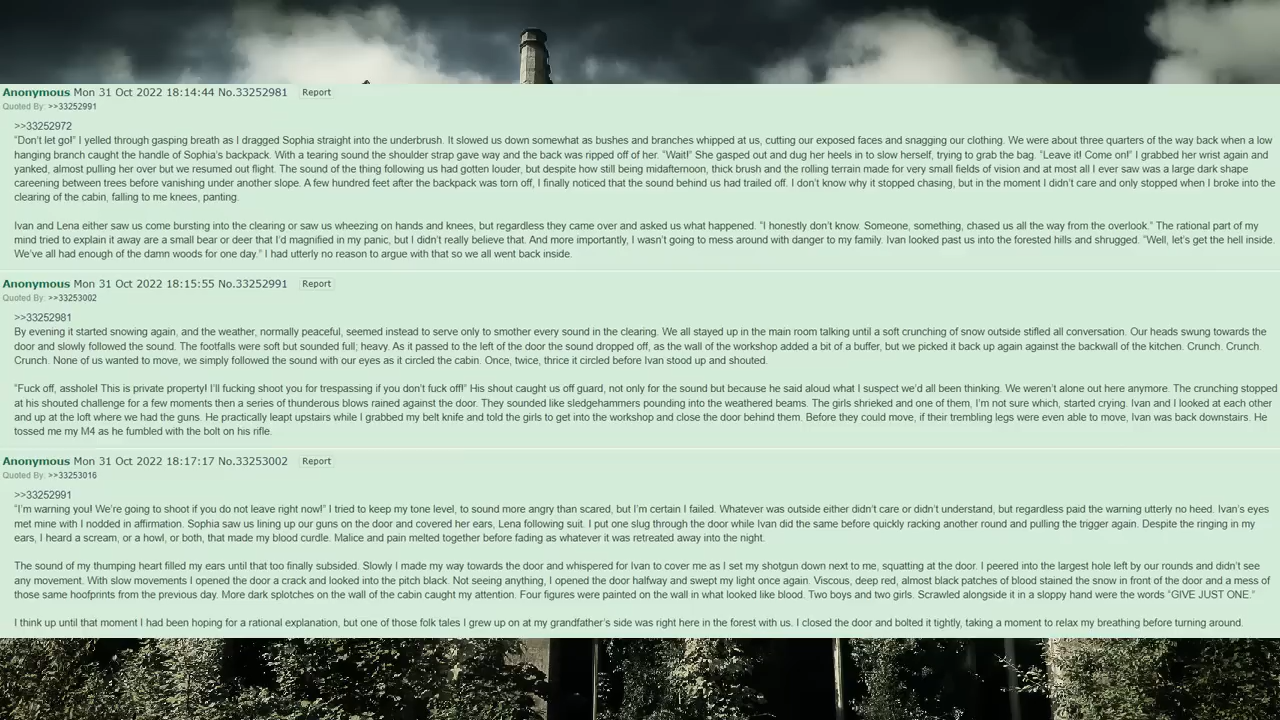 Anonymous Mon 31 Oct 2022 18:14:44 No.33252981 Report
Quoted By: >>33252991
>>33252972
“Don’t let go!” I yelled through gasping breath as I dragged Sophia straight into the underbrush. It slowed us down somewhat as bushes and branches whipped at us, cutting our exposed faces and snagging our clothing. We were about three quarters of the way back when a low
hanging branch caught the handle of Sophia’s backpack. With a tearing sound the shoulder strap gave way and the back was ripped off of her. “Wait!” She gasped out and dug her heels in to slow herself, trying to grab the bag. “Leave it! Come on!” I grabbed her wrist again and
yanked, almost pulling her over but we resumed out flight. The sound of the thing following us had gotten louder, but despite how still being midafternoon, thick brush and the rolling terrain made for very small fields of vision and at most all I ever saw was a large dark shape
careening between trees before vanishing under another slope. A few hundred feet after the backpack was torn off, I finally noticed that the sound behind us had trailed off. I don’t know why it stopped chasing, but in the moment I didn’t care and only stopped when I broke into the
clearing of the cabin, falling to me knees, panting.
Ivan and Lena either saw us come bursting into the clearing or saw us wheezing on hands and knees, but regardless they came over and asked us what happened. “I honestly don’t know. Someone, something, chased us all the way from the overlook.” The rational part of my
mind tried to explain it away are a small bear or deer that I’d magnified in my panic, but I didn’t really believe that. And more importantly, I wasn’t going to mess around with danger to my family. Ivan looked past us into the forested hills and shrugged. “Well, let’s get the hell inside.
We’ve all had enough of the damn woods for one day.” I had utterly no reason to argue with that so we all went back inside.
Anonymous Mon 31 Oct 2022 18:15:55 No.33252991 Report
Quoted By: >>33253002
>>33252981
By evening it started snowing again, and the weather, normally peaceful, seemed instead to serve only to smother every sound in the clearing. We all stayed up in the main room talking until a soft crunching of snow outside stifled all conversation. Our heads swung towards the
door and slowly followed the sound. The footfalls were soft but sounded full; heavy. As it passed to the left of the door the sound dropped off, as the wall of the workshop added a bit of a buffer, but we picked it back up again against the backwall of the kitchen. Crunch. Crunch.
Crunch. None of us wanted to move, we simply followed the sound with our eyes as it circled the cabin. Once, twice, thrice it circled before Ivan stood up and shouted.
“Fuck off, asshole! This is private property! I’ll fucking shoot you for trespassing if you don’t fuck off!” His shout caught us off guard, not only for the sound but because he said aloud what I suspect we’d all been thinking. We weren’t alone out here anymore. The crunching stopped
at his shouted challenge for a few moments then a series of thunderous blows rained against the door. They sounded like sledgehammers pounding into the weathered beams. The girls shrieked and one of them, I’m not sure which, started crying. Ivan and I looked at each other
and up at the loft where we had the guns. He practically leapt upstairs while I grabbed my belt knife and told the girls to get into the workshop and close the door behind them. Before they could move, if their trembling legs were even able to move, Ivan was back downstairs. He
tossed me my M4 as he fumbled with the bolt on his rifle.
Anonymous Mon 31 Oct 2022 18:17:17 No.33253002 Report
Quoted By: >>33253016
>>33252991
“I’m warning you! We’re going to shoot if you do not leave right now!” I tried to keep my tone level, to sound more angry than scared, but I’m certain I failed. Whatever was outside either didn’t care or didn’t understand, but regardless paid the warning utterly no heed. Ivan’s eyes
met mine with I nodded in affirmation. Sophia saw us lining up our guns on the door and covered her ears, Lena following suit. I put one slug through the door while Ivan did the same before quickly racking another round and pulling the trigger again. Despite the ringing in my
ears, I heard a scream, or a howl, or both, that made my blood curdle. Malice and pain melted together before fading as whatever it was retreated away into the night.
The sound of my thumping heart filled my ears until that too finally subsided. Slowly I made my way towards the door and whispered for Ivan to cover me as I set my shotgun down next to me, squatting at the door. I peered into the largest hole left by our rounds and didn’t see
any movement. With slow movements I opened the door a crack and looked into the pitch black. Not seeing anything, I opened the door halfway and swept my light once again. Viscous, deep red, almost black patches of blood stained the snow in front of the door and a mess of
those same hoofprints from the previous day. More dark splotches on the wall of the cabin caught my attention. Four figures were painted on the wall in what looked like blood. Two boys and two girls. Scrawled alongside it in a sloppy hand were the words “GIVE JUST ONE.”
I think up until that moment I had been hoping for a rational explanation, but one of those folk tales I grew up on at my grandfather’s side was right here in the forest with us. I closed the door and bolted it tightly, taking a moment to relax my breathing before turning around.